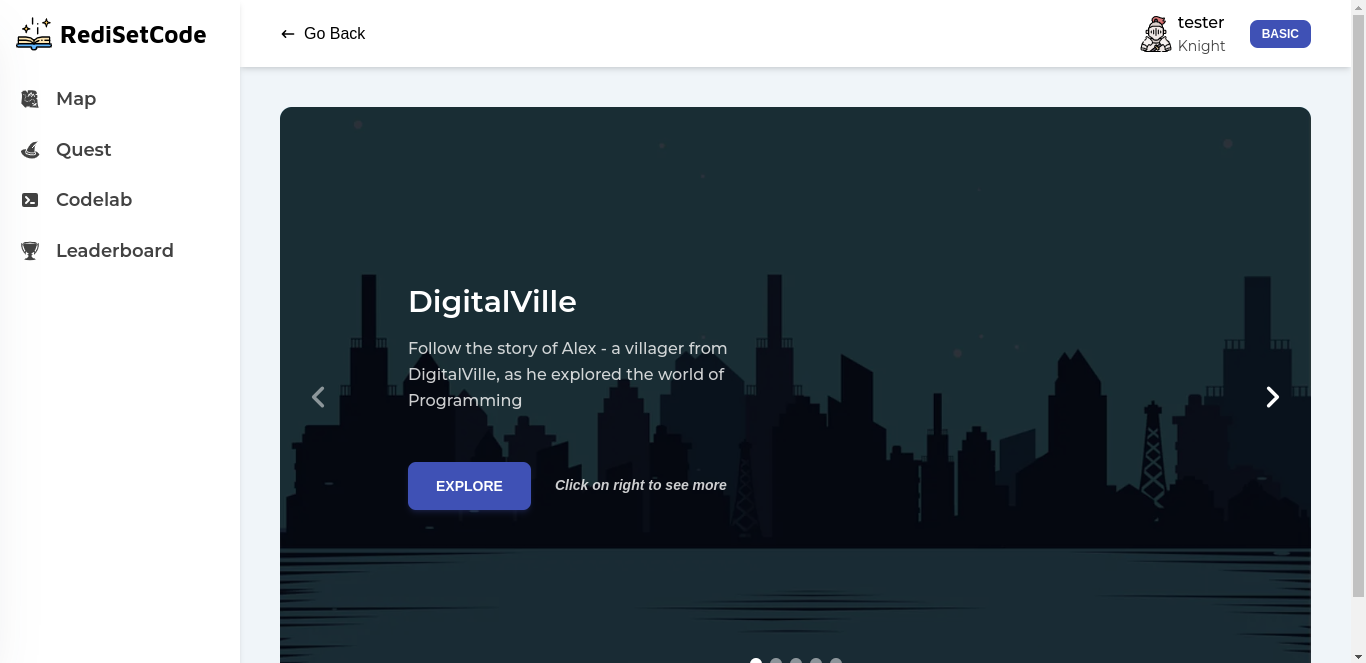 RediSetCode
Go Back
tester
Knight
BASIC
Map
Quest
Codelab
Leaderboard
DigitalVille
Follow the story of Alex - a villager from
DigitalVille, as he explored the world of
Programming
EXPLORE
Click on right to see more